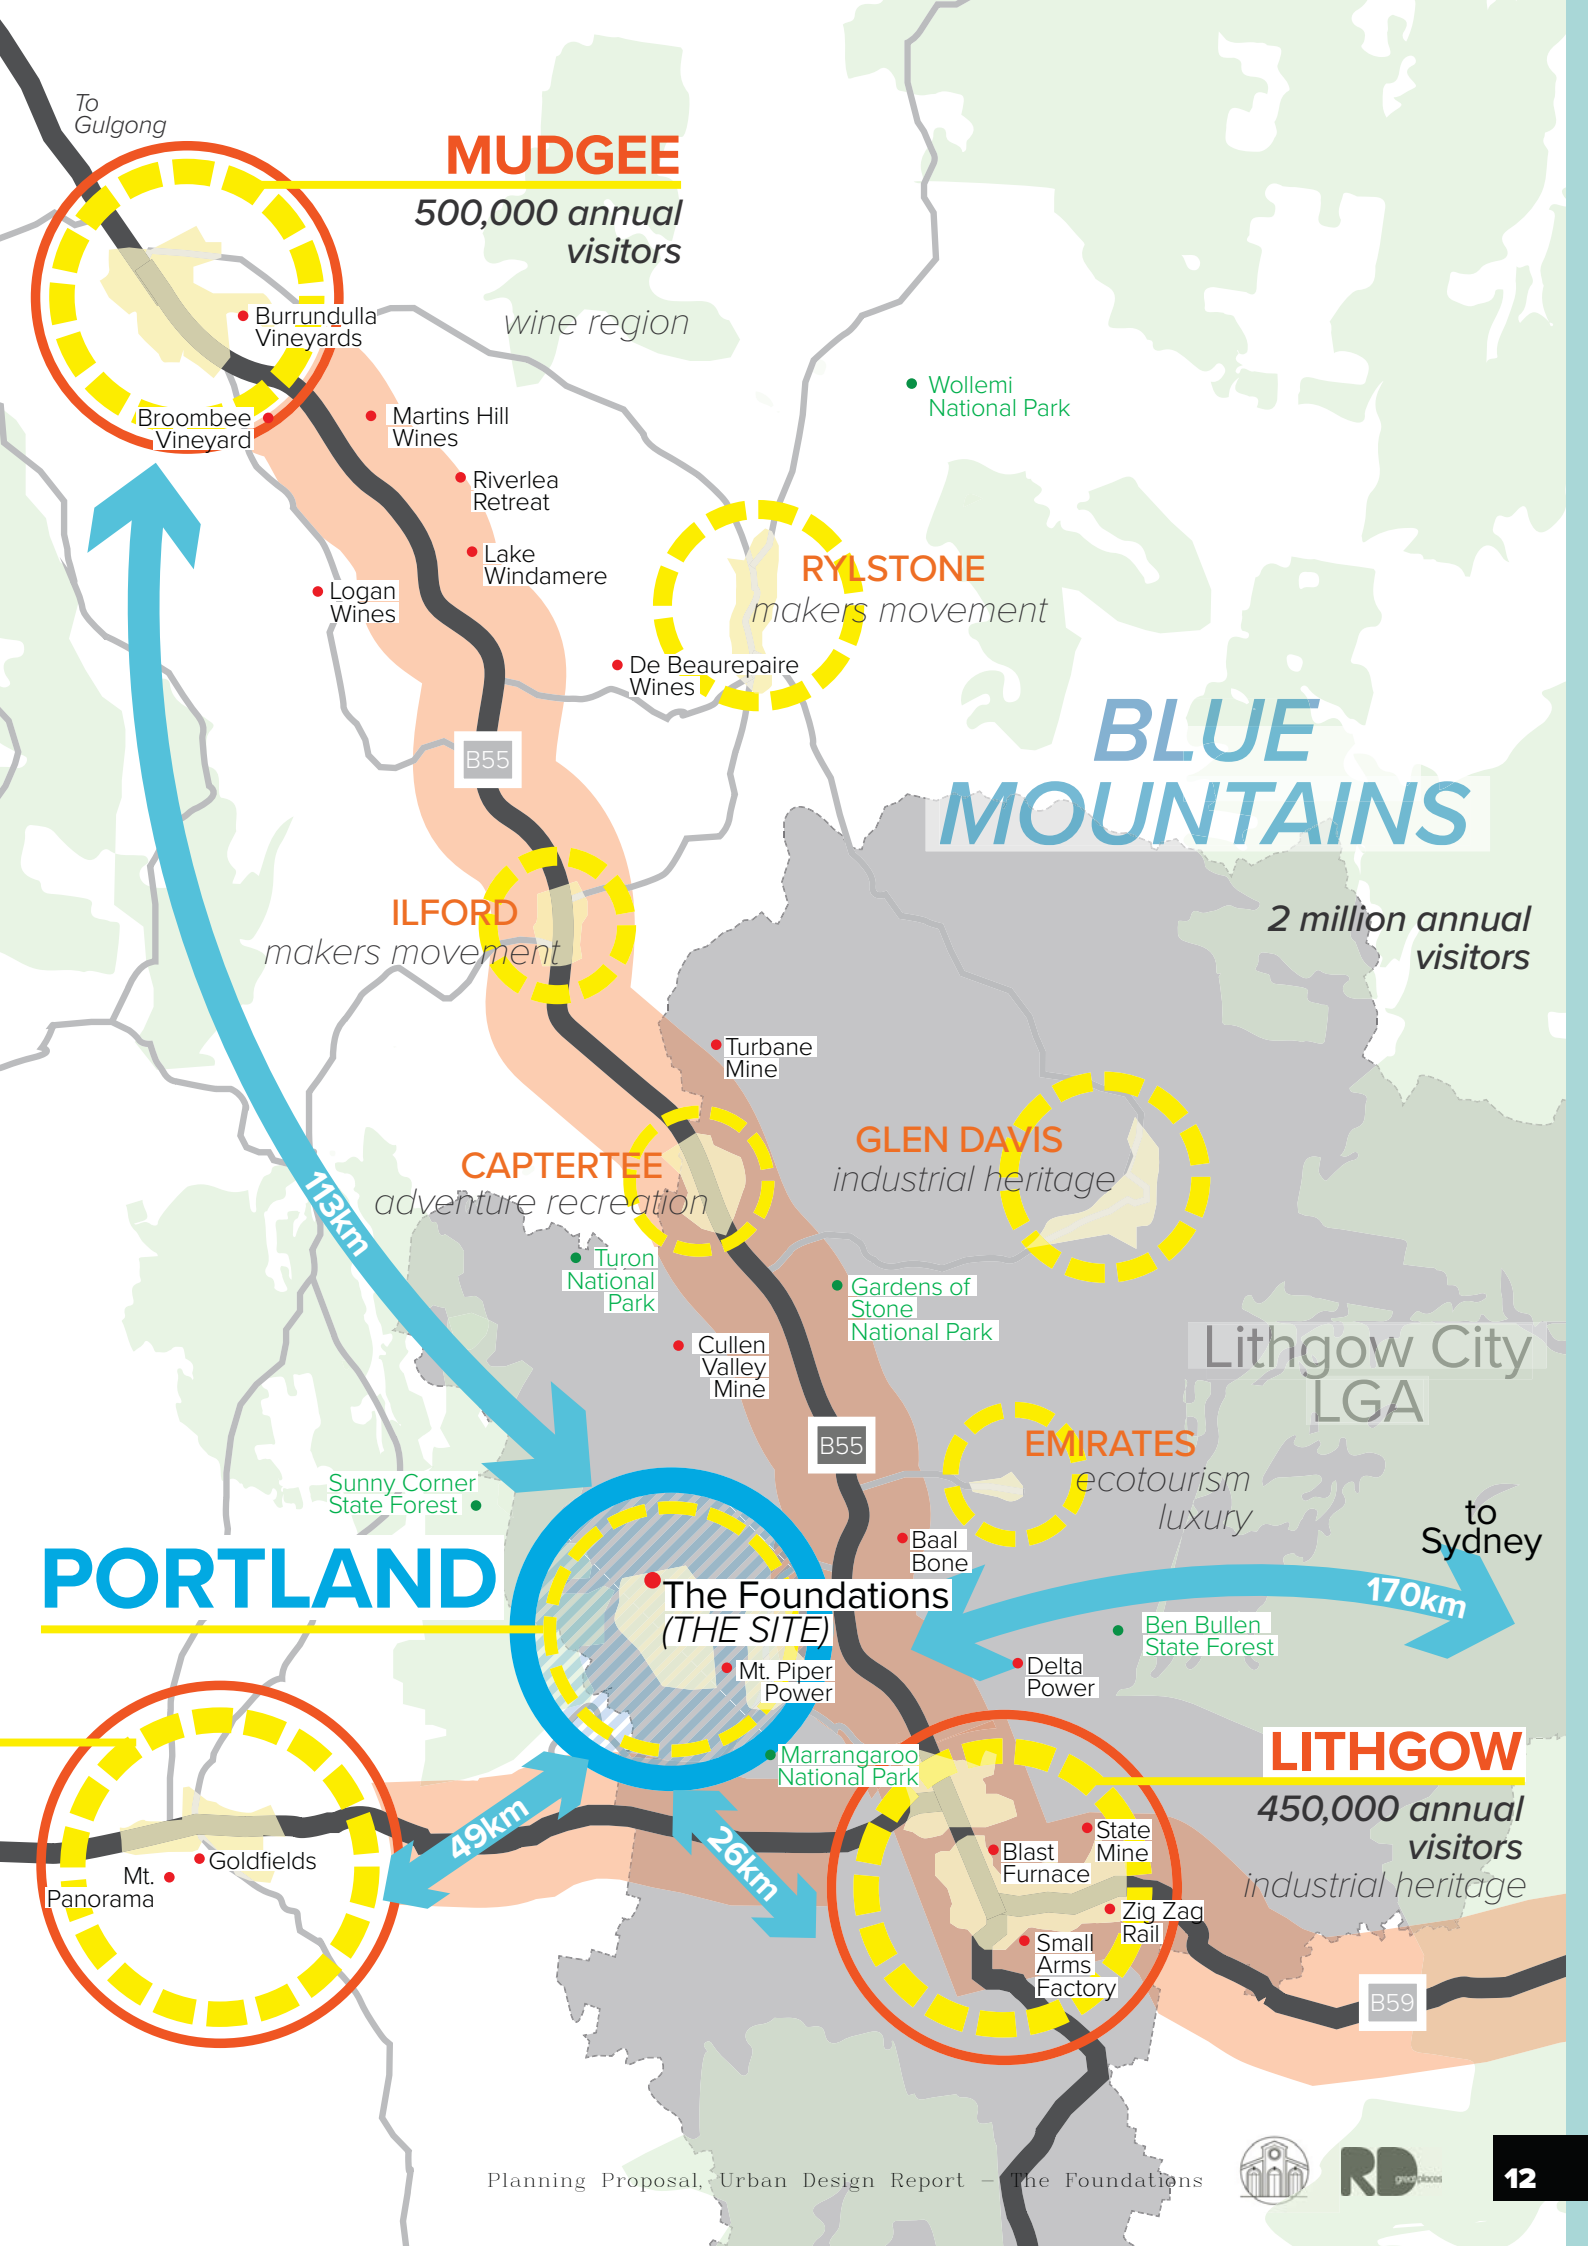 To
Gulgong
MUDGEE
500,000 annual
visitors
wine region
Burrundulla
Vineyards
Broombee
Vineyard
Martins Hill
Wines
Wollemi
National Park
Riverlea
Retreat
Lake
Windamere
Logan
Wines
RYLSTONE
makers movement
De Beaurepaire
Wines
BLUE
MOUNTAINS
2 million annual
visitors
B55
ILFORD
makers movement
Turbane
Mine
CAPTERTEE
adventure recreation
GLEN DAVIS
industrial heritage
113km
Turon
National
Park
Gardens of
Stone
National Park
Cullen
Valley
Mine
Lithgow City
LGA
B55
EMIRATES
ecotourism
luxury
Sunny Corner
State Forest
to
Sydney
Baal
Bone
PORTLAND
The Foundations
(THE SITE)
170km
Ben Bullen
State Forest
Mt. Piper
Power
Delta
Power
Marrangaroo
National Park
LITHGOW
450,000 annual
visitors
industrial heritage
49km
26km
State
Mine
Blast
Furnace
Goldfields
Mt.
Panorama
Zig Zag
Rail
Small
Arms
Factory
B59
Planning Proposal, Urban Design Report – The Foundations
RD
great places
12